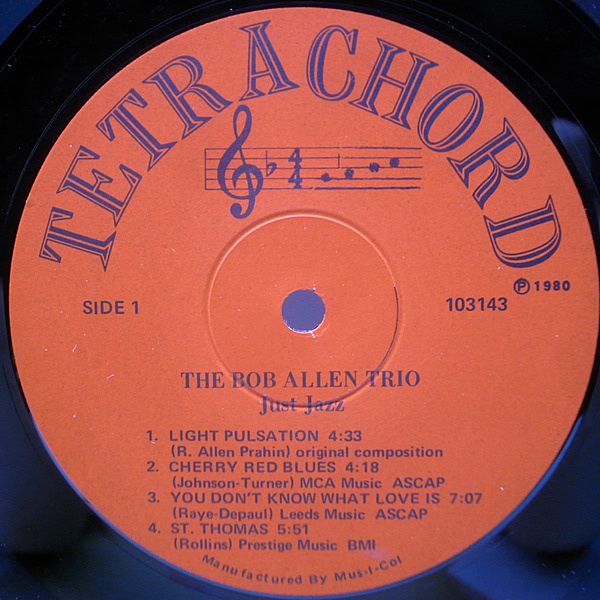 TETRACHORD
4
4
℗ 1980
SIDE 1
103143
THE BOB ALLEN TRIO
Just Jazz
1. LIGHT PULSATION 4:33
(R. Allen Prahin) original composition
2. CHERRY RED BLUES 4:18
(Johnson-Turner) MCA Music ASCAP
3. YOU DON'T KNOW WHAT LOVE IS 7:07
(Raye-Depaul) Leeds Music ASCAP
4. ST. THOMAS 5:51
(Rollins) Prestige Music BMI
Manufactured By Mus-I-Col